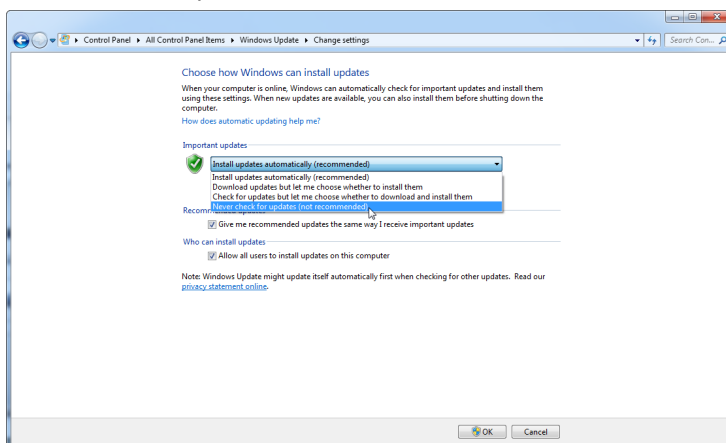 Control Panel ▸ All Control Panel Items ▸ Windows Update ▸ Change settings
Search Con...
Choose how Windows can install updates
When your computer is online, Windows can automatically check for important updates and install them
using these settings. When new updates are available, you can also install them before shutting down the
computer.
How does automatic updating help me?
Important updates
Install updates automatically (recommended)
Install updates automatically (recommended)
Download updates but let me choose whether to install them
Check for updates but let me choose whether to download and install them
Never check for updates (not recommended)
Recommended updates
Give me recommended updates the same way I receive important updates
Who can install updates
Allow all users to install updates on this computer
Note: Windows Update might update itself automatically first when checking for other updates. Read our
privacy statement online.
OK
Cancel